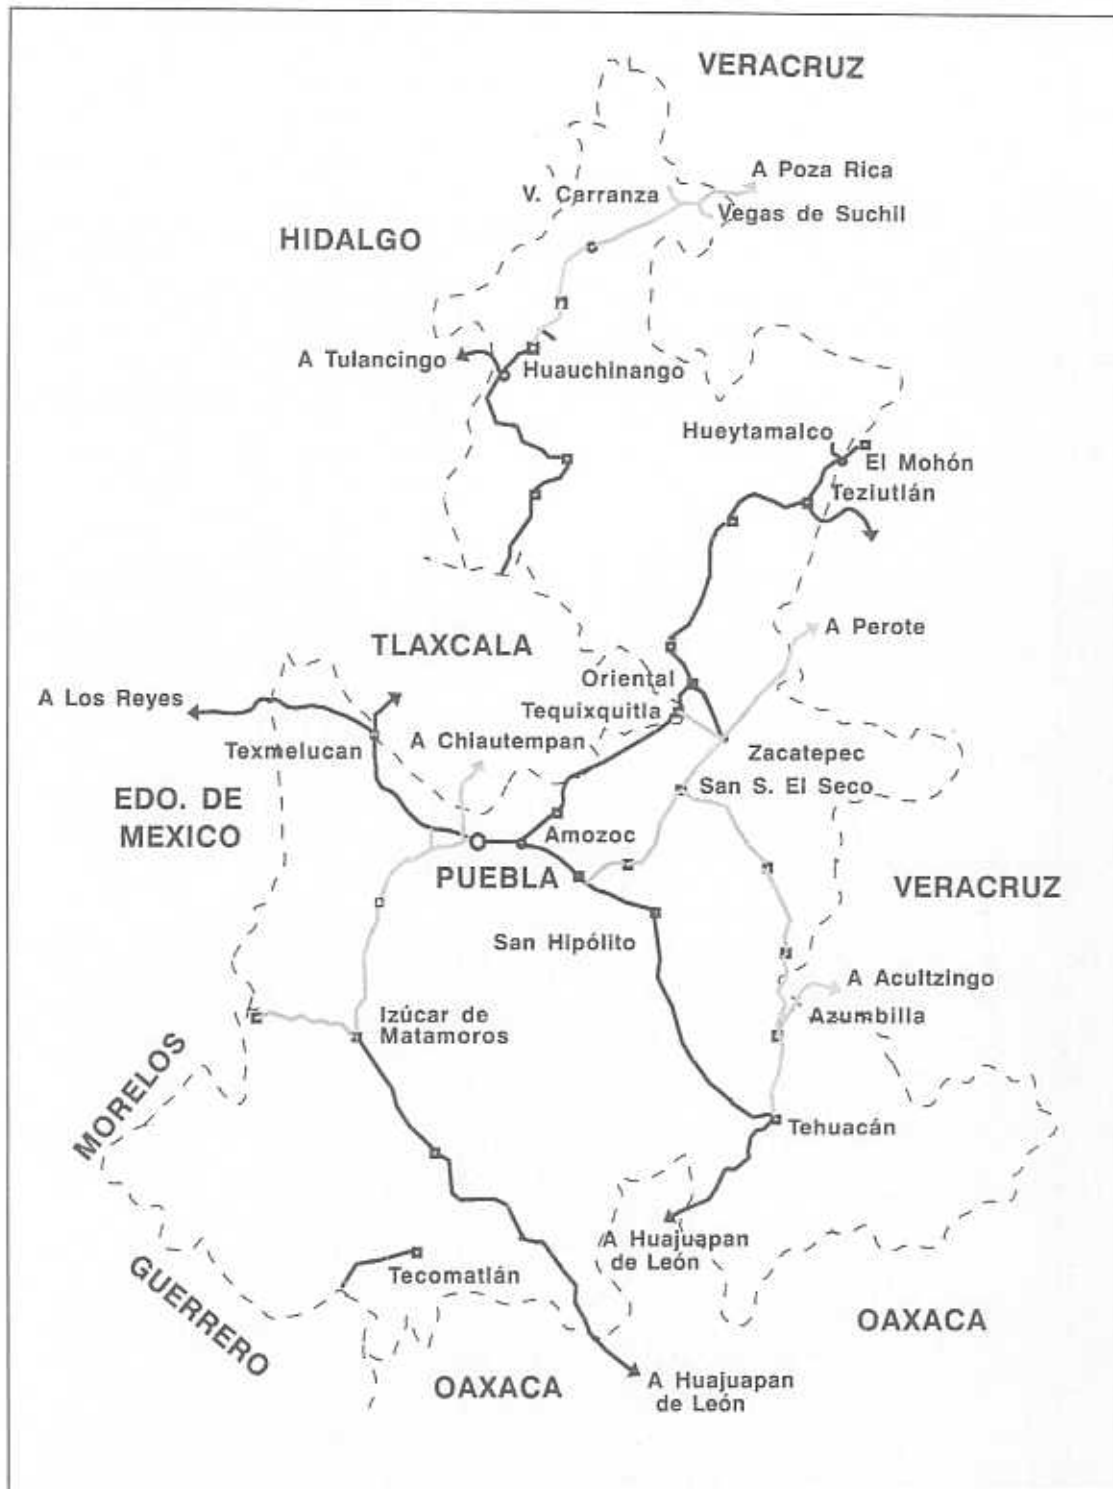 VERACRUZ
A Poza Rica
V. Carranza
Vegas de Suchil
HIDALGO
A Tulancingo
Huauchinango
Hueytamalco
El Mohón
Teziutlán
A Perote
TLAXCALA
Oriental
A Los Reyes
Tequixquitla
Texmelucan
A Chiautempan
Zacatepec
San S. El Seco
EDO. DE
MEXICO
Amozoc
PUEBLA
VERACRUZ
San Hipólito
A Acultzingo
Azumbilla
Izúcar de
Matamoros
MORELOS
Tehuacán
A Huajuapan
de León
Tecomatlán
GUERRERO
OAXACA
OAXACA
A Huajuapan
de León